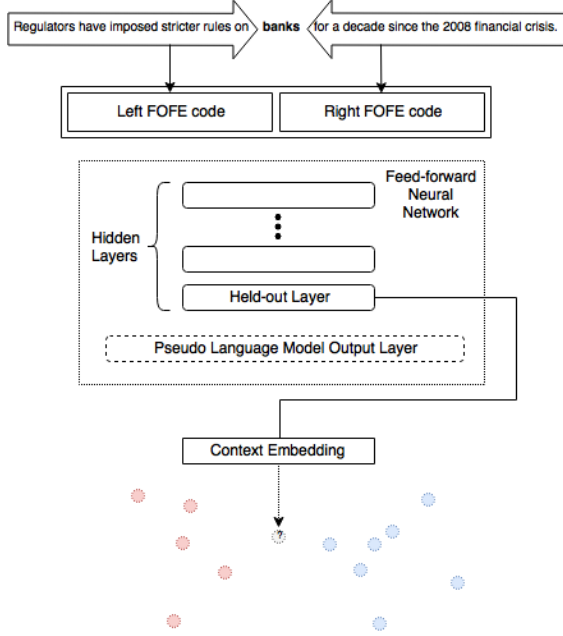 Regulators have imposed stricter rules on banks for a decade since the 2008 financial crisis.
Left FOFE code Right FOFE code
Feed-forward
Neural
Network
Hidden
Layers
Held-out Layer
Pseudo Language Model Output Layer
Context Embedding
?